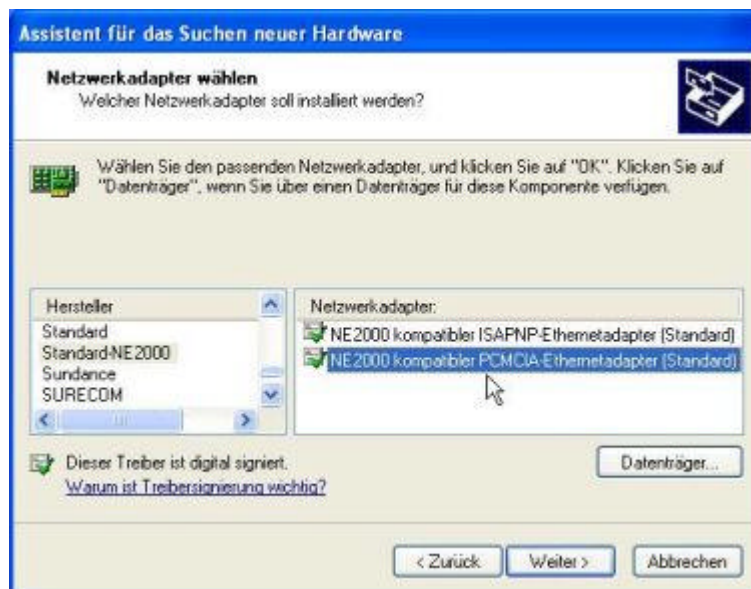 Assistent für das Suchen neuer Hardware
Netzwerkadapter wählen
Welcher Netzwerkadapter soll installiert werden?
Wählen Sie den passenden Netzwerkadapter, und klicken Sie auf "OK". Klicken Sie auf
"Datenträger", wenn Sie über einen Datenträger für diese Komponente verfügen.
Hersteller
Standard
Standard-NE2000
Sundance
SURECOM
Netzwerkadapter:
NE2000 kompatibler ISAPNP-Ethernetadapter (Standard)
NE2000 kompatibler PCMCIA-Ethernetadapter (Standard)
Dieser Treiber ist digital signiert.
Warum ist Treibersignierung wichtig?
Datenträger...
< Zurück
Weiter >
Abbrechen